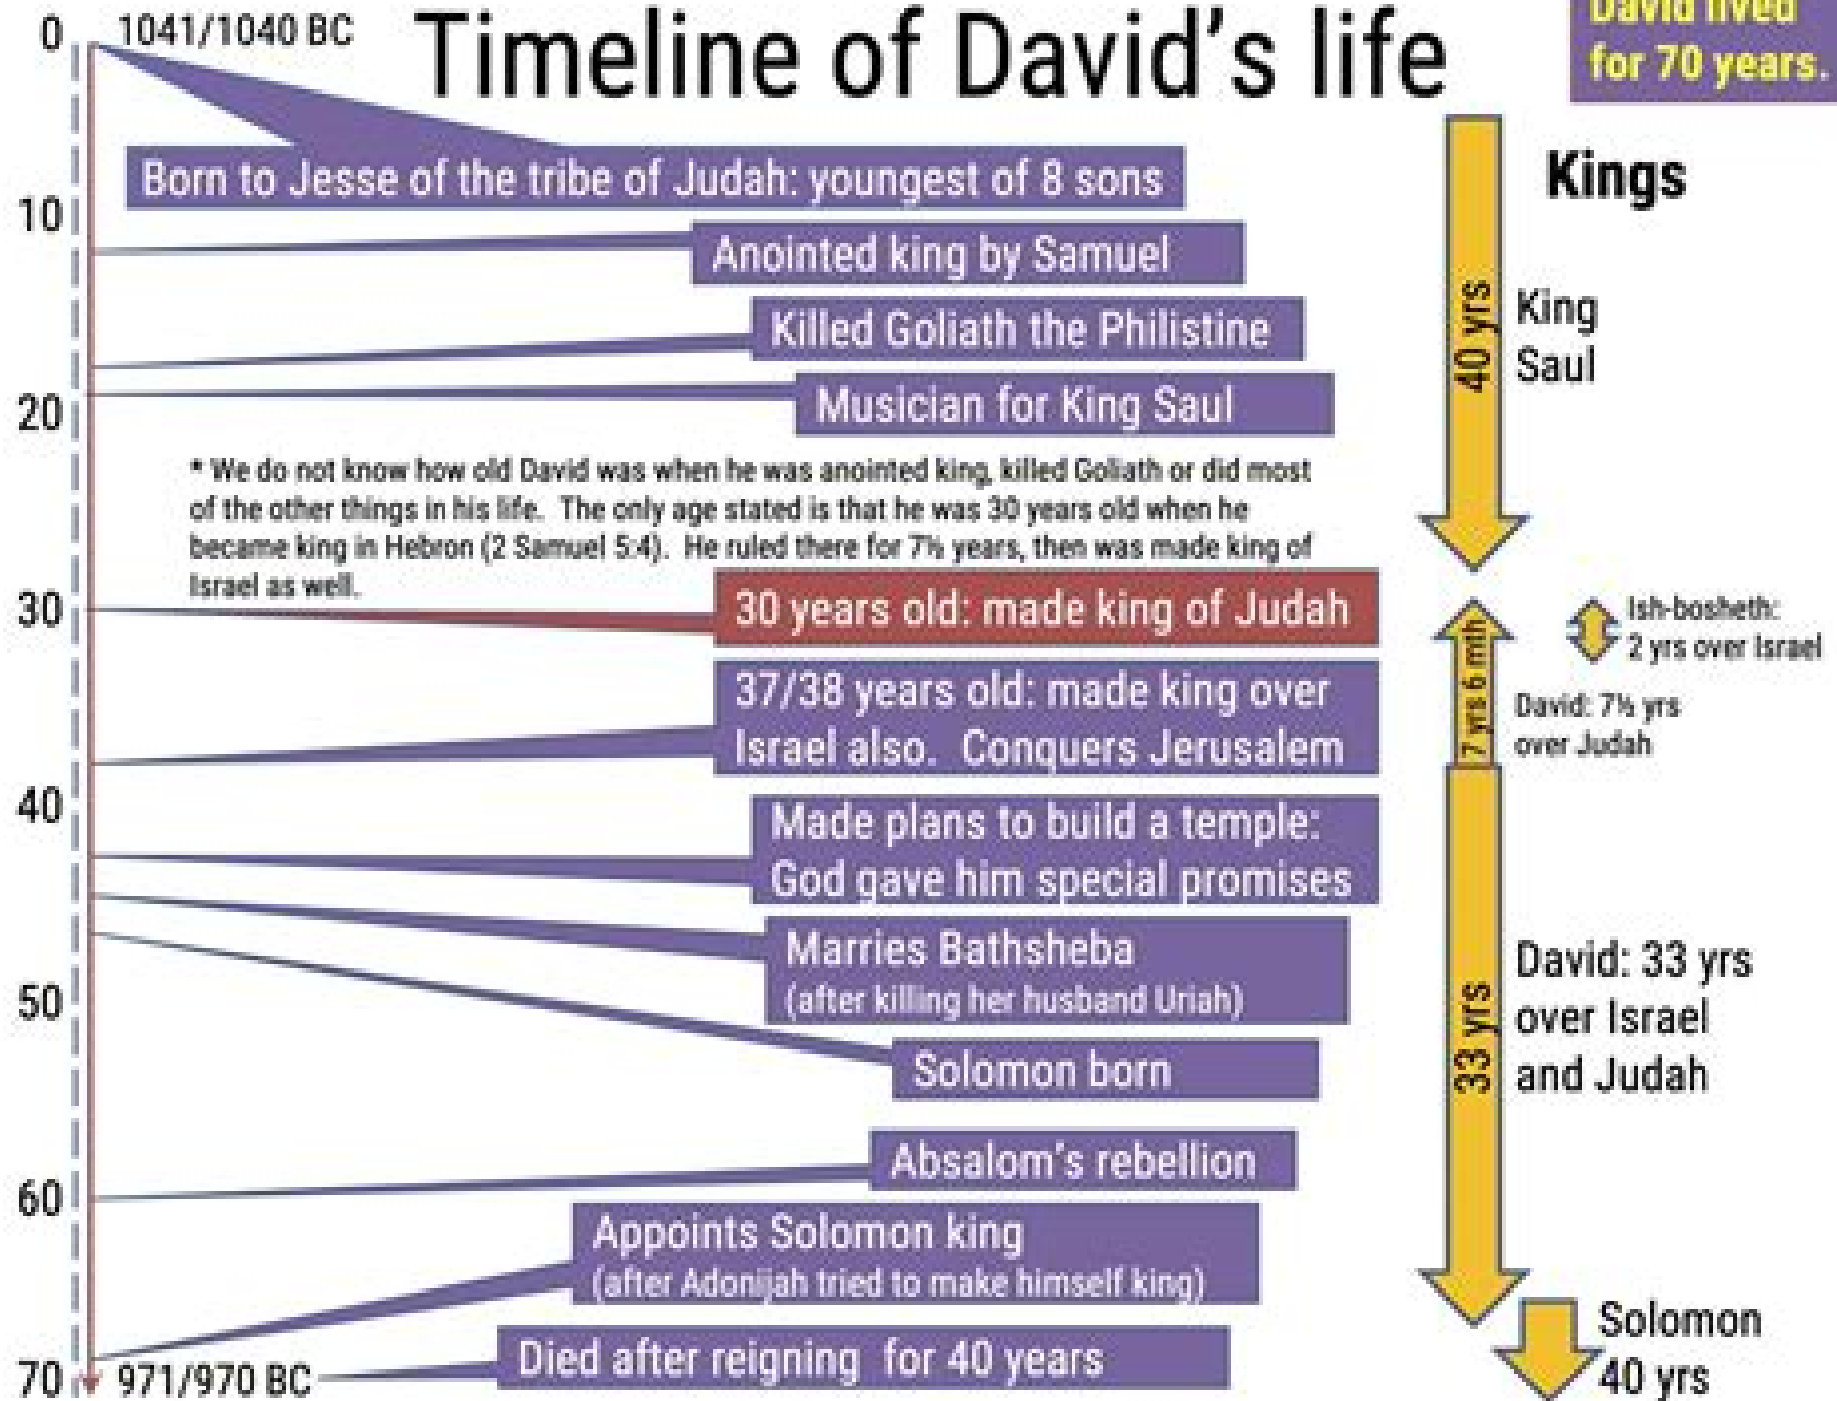 Timeline of David's life
David lived
for 70 years.
0
1041/1040 BC
Born to Jesse of the tribe of Judah: youngest of 8 sons
10
Anointed king by Samuel
Killed Goliath the Philistine
Musician for King Saul
20
* We do not know how old David was when he was anointed king, killed Goliath or did most
of the other things in his life. The only age stated is that he was 30 years old when he
became king in Hebron (2 Samuel 5:4). He ruled there for 7½ years, then was made king of
Israel as well.
30
30 years old: made king of Judah
37/38 years old: made king over
Israel also. Conquers Jerusalem
40
Made plans to build a temple:
God gave him special promises
Marries Bathsheba
(after killing her husband Uriah)
50
Solomon born
Absalom's rebellion
60
Appoints Solomon king
(after Adonijah tried to make himself king)
Died after reigning for 40 years
70
971/970 BC
Kings
40 yrs
King
Saul
7 yrs 6 mth
Ish-bosheth:
2 yrs over Israel
David: 7½ yrs
over Judah
33 yrs
David: 33 yrs
over Israel
and Judah
Solomon
40 yrs